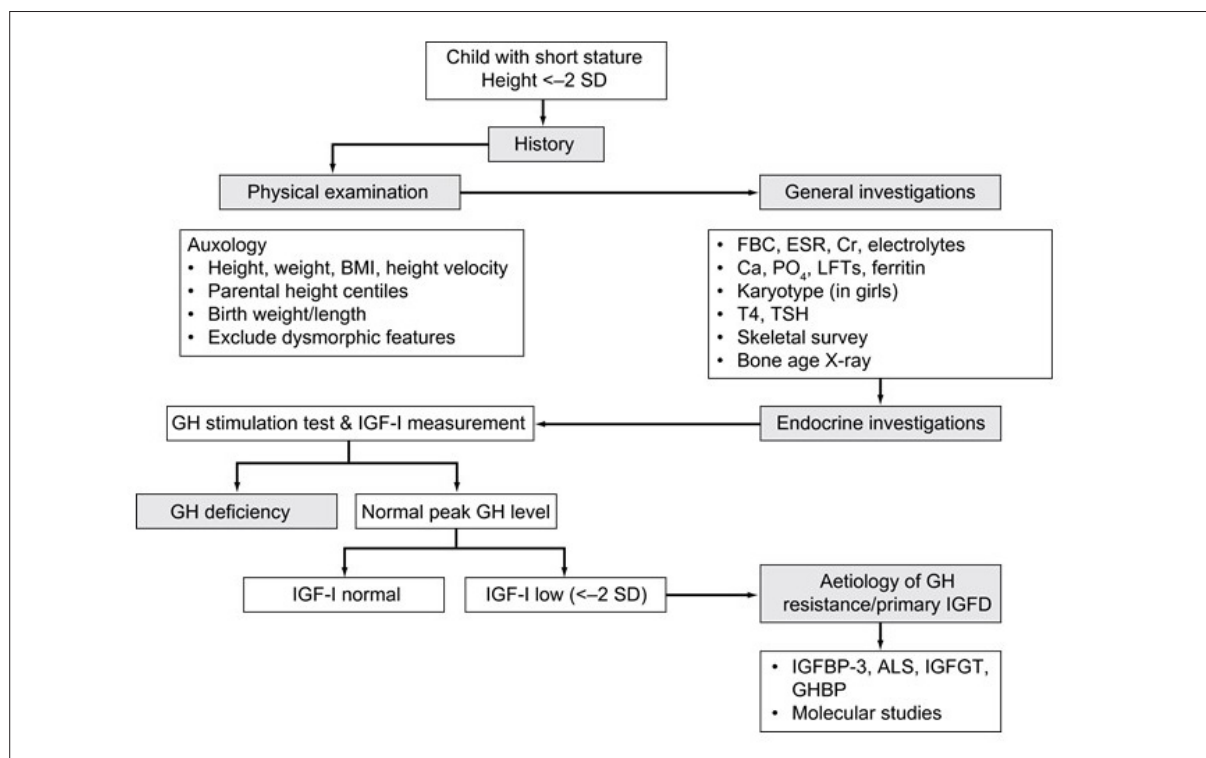 Child with short stature
Height <–2 SD
History
Physical examination
General investigations
Auxology
• Height, weight, BMI, height velocity
• Parental height centiles
• Birth weight/length
• Exclude dysmorphic features
• FBC, ESR, Cr, electrolytes
• Ca, PO₄, LFTs, ferritin
• Karyotype (in girls)
• T4, TSH
• Skeletal survey
• Bone age X-ray
GH stimulation test & IGF-I measurement
Endocrine investigations
GH deficiency
Normal peak GH level
IGF-I normal
IGF-I low (<–2 SD)
Aetiology of GH
resistance/primary IGFD
• IGFBP-3, ALS, IGFGT,
GHBP
• Molecular studies